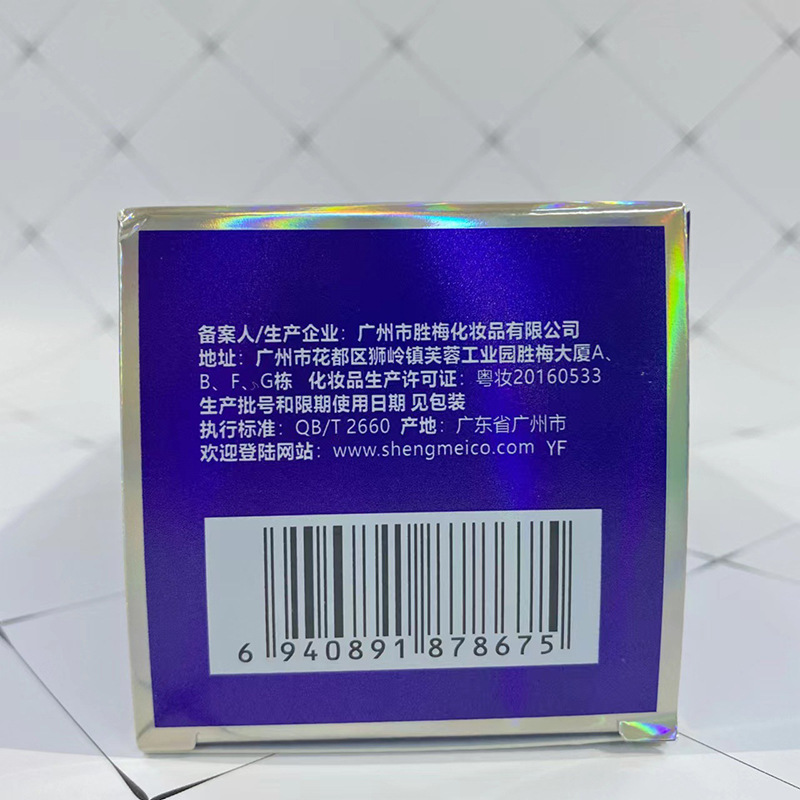 备案人/生产企业：广州市胜梅化妆品有限公司
地址：广州市花都区狮岭镇芙蓉工业园胜梅大厦A、
B、F、G栋 化妆品生产许可证：粤妆20160533
生产批号和限期使用日期 见包装
执行标准：QB/T 2660 产地：广东省广州市
欢迎登陆网站：www.shengmeico.com YF
6 940891 878675